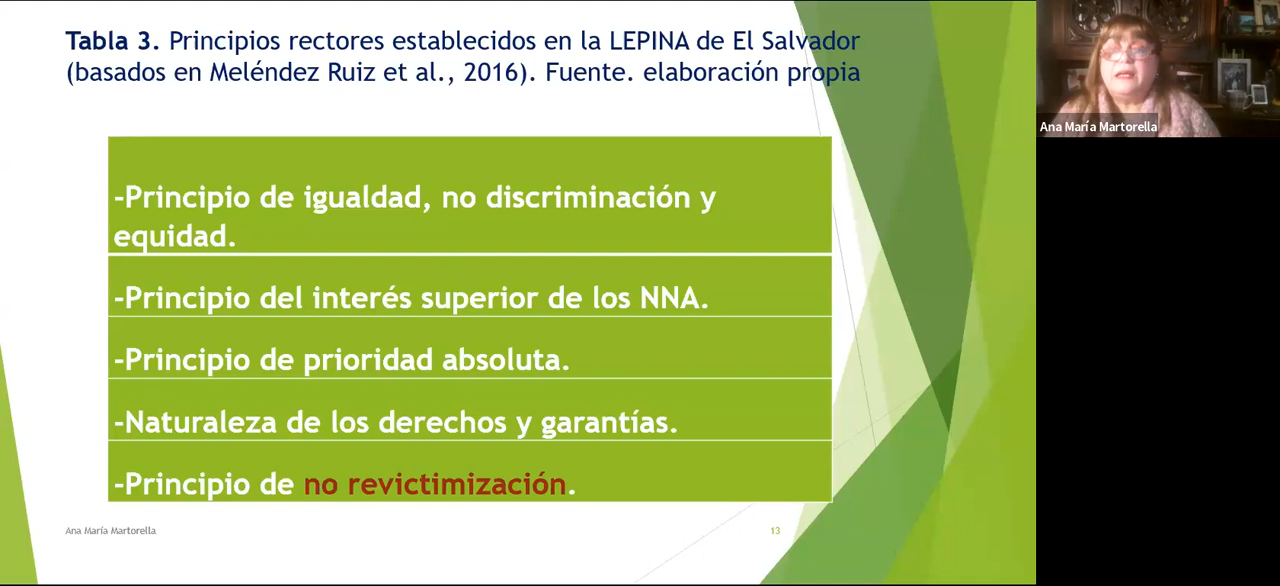 Tabla 3. Principios rectores establecidos en la LEPINA de El Salvador
(basados en Meléndez Ruiz et al., 2016). Fuente. elaboración propia
Ana María Martorella
-Principio de igualdad, no discriminación y
equidad.
-Principio del interés superior de los NNA.
-Principio de prioridad absoluta.
-Naturaleza de los derechos y garantías.
-Principio de no revictimización.
Ana María Martorella
13